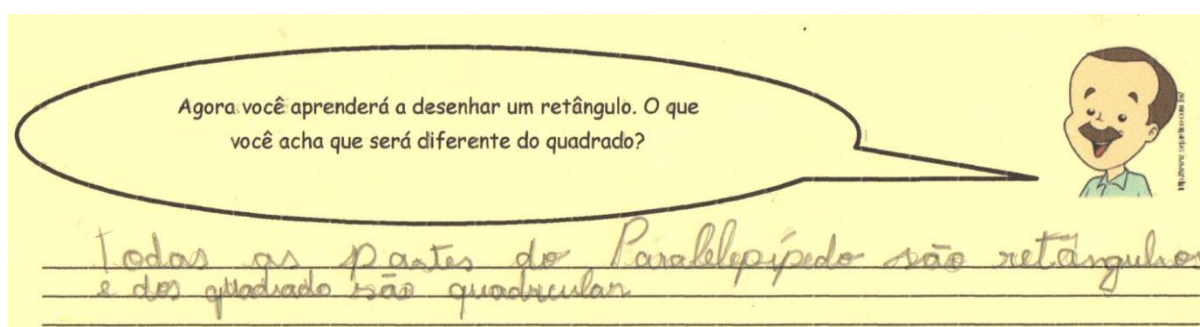 Agora você aprenderá a desenhar um retângulo. O que
você acha que será diferente do quadrado?
Todas as partes do Paralelepípedo são retângulos
e dos quadrado são quadricular